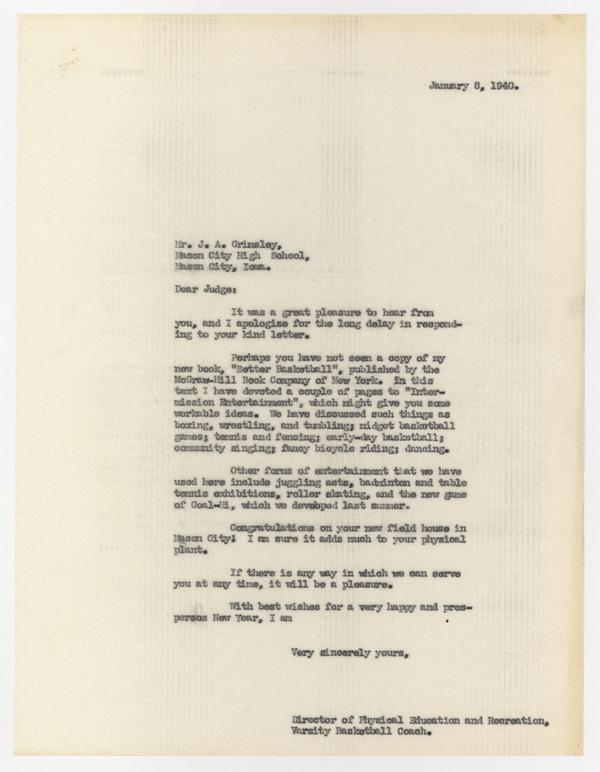 January 8, 1940.
Mr. J. A. Grimsley,
Mason City High School,
Mason City, Iowa.
Dear Judge:
It was a great pleasure to hear from
you, and I apologize for the long delay in respond-
ing to your kind letter.
Perhaps you have not seen a copy of my
new book, "Better Basketball", published by the
McGraw-Hill Book Company of New York. In this
text I have devoted a couple of pages to "Inter-
mission Entertainment", which might give you some
workable ideas. We have discussed such things as
boxing, wrestling, and tumbling; midget basketball
games; tennis and fencing; early-day basketball;
community singing; fancy bicycle riding; dancing.
Other forms of entertainment that we have
used here include juggling acts, badminton and table
tennis exhibitions, roller skating, and the new game
of Goal-Hi, which we developed last summer.
Congratulations on your new field house in
Mason City! I am sure it adds much to your physical
plant.
If there is any way in which we can serve
you at any time, it will be a pleasure.
With best wishes for a very happy and pros-
perous New Year, I am
Very sincerely yours,
Director of Physical Education and Recreation,
Varsity Basketball Coach.